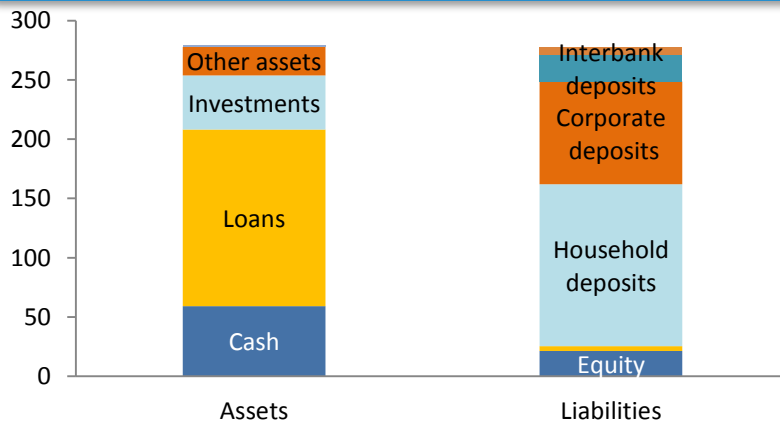 300
250
200
150
100
50
0
Other assets
Investments
Loans
Cash
Interbank
deposits
Corporate
deposits
Household
deposits
Equity
Assets
Liabilities